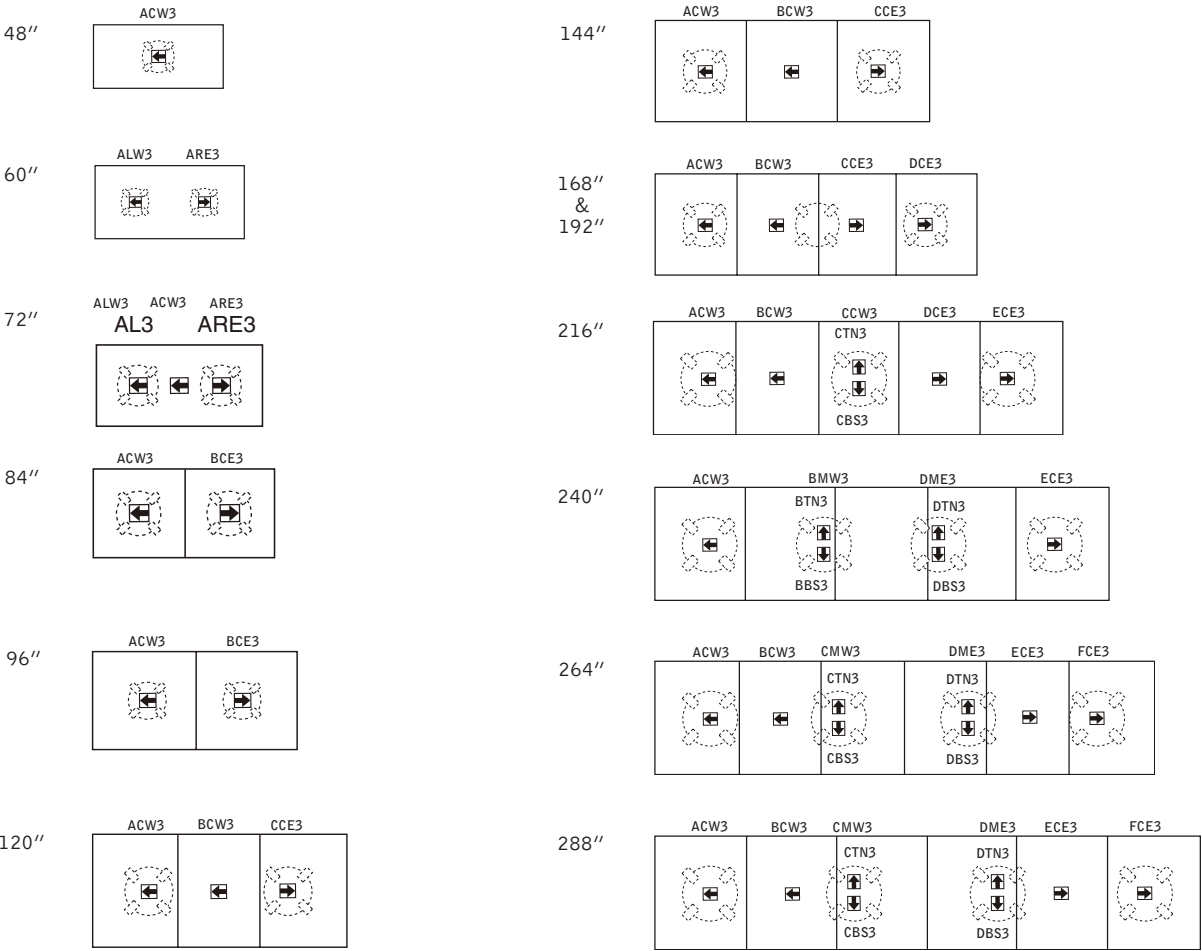 48″
ACW3
60″
ALW3 ARE3
72″
ALW3 ACW3 ARE3
AL3 ARE3
84″
ACW3 BCE3
96″
ACW3 BCE3
120″
ACW3 BCW3 CCE3
144″
ACW3 BCW3 CCE3
168″
&
192″
ACW3 BCW3 CCE3 DCE3
216″
ACW3 BCW3 CCW3 DCE3 ECE3
CTN3
CBS3
240″
ACW3 BMW3 DME3 ECE3
BTN3 DTN3
BBS3 DBS3
264″
ACW3 BCW3 CMW3 DME3 ECE3 FCE3
CTN3 DTN3
CBS3 DBS3
288″
ACW3 BCW3 CMW3 DME3 ECE3 FCE3
CTN3 DTN3
CBS3 DBS3